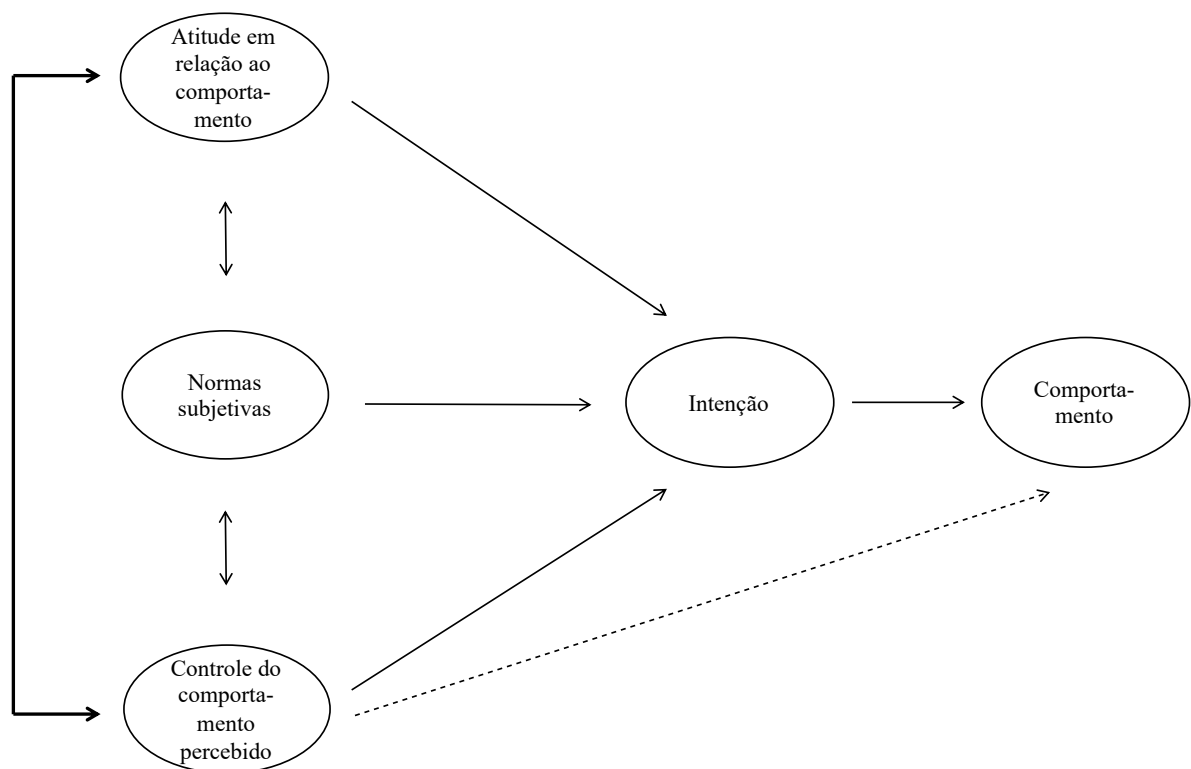 Atitude em
relação ao
comporta-
mento
Normas
subjetivas
Intenção
Comporta-
mento
Controle do
comporta-
mento
percebido